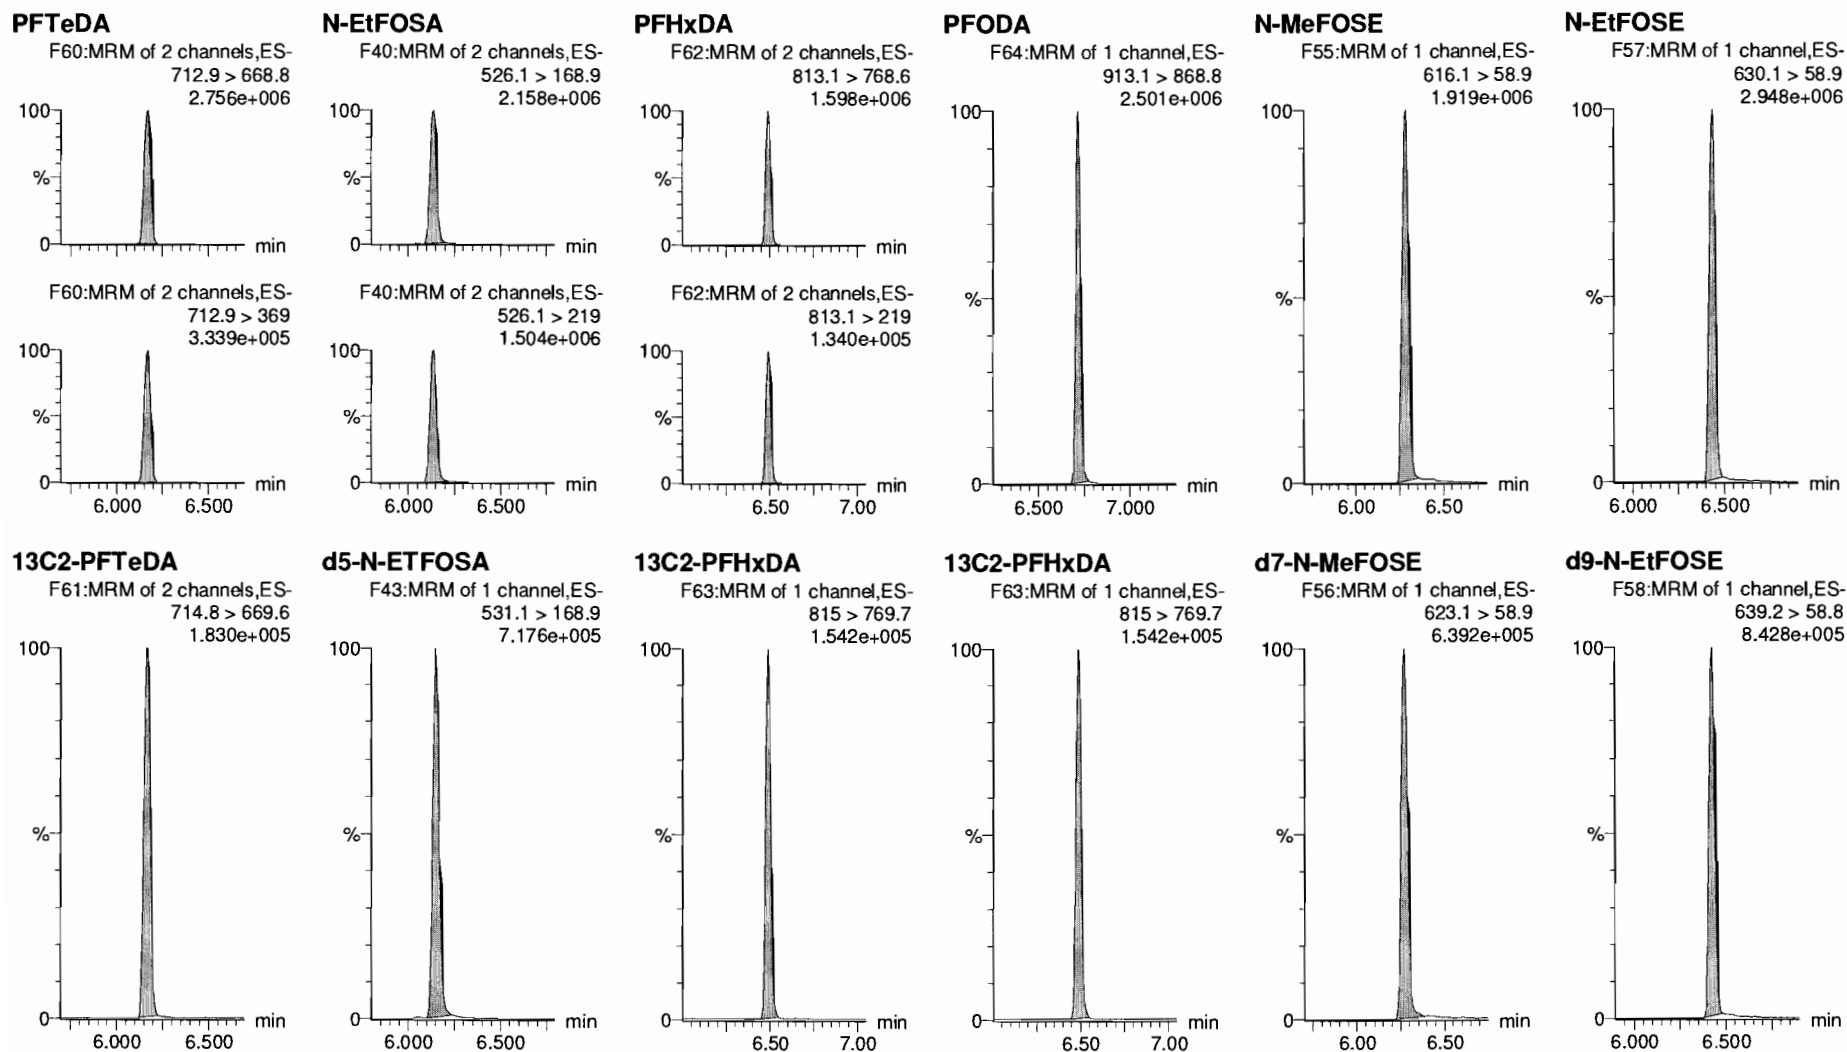 PFTeDA
F60:MRM of 2 channels,ES-
712.9 > 668.8
2.756e+006
100
%
0
min
F60:MRM of 2 channels,ES-
712.9 > 369
3.339e+005
100
%
0
min
6.000 6.500
N-EtFOSA
F40:MRM of 2 channels,ES-
526.1 > 168.9
2.158e+006
100
%
0
min
F40:MRM of 2 channels,ES-
526.1 > 219
1.504e+006
100
%
0
min
6.000 6.500
PFHxDA
F62:MRM of 2 channels,ES-
813.1 > 768.6
1.598e+006
100
%
0
min
F62:MRM of 2 channels,ES-
813.1 > 219
1.340e+005
100
%
0
min
6.50 7.00
PFODA
F64:MRM of 1 channel,ES-
913.1 > 868.8
2.501e+006
100
%
0
min
6.500 7.000
N-MeFOSE
F55:MRM of 1 channel,ES-
616.1 > 58.9
1.919e+006
100
%
0
min
6.00 6.50
N-EtFOSE
F57:MRM of 1 channel,ES-
630.1 > 58.9
2.948e+006
100
%
0
min
6.000 6.500
13C2-PFTeDA
F61:MRM of 2 channels,ES-
714.8 > 669.6
1.830e+005
100
%
0
min
6.000 6.500
d5-N-ETFOSA
F43:MRM of 1 channel,ES-
531.1 > 168.9
7.176e+005
100
%
0
min
6.000 6.500
13C2-PFHxDA
F63:MRM of 1 channel,ES-
815 > 769.7
1.542e+005
100
%
0
min
6.50 7.00
13C2-PFHxDA
F63:MRM of 1 channel,ES-
815 > 769.7
1.542e+005
100
%
0
min
6.50 7.00
d7-N-MeFOSE
F56:MRM of 1 channel,ES-
623.1 > 58.9
6.392e+005
100
%
0
min
6.00 6.50
d9-N-EtFOSE
F58:MRM of 1 channel,ES-
639.2 > 58.8
8.428e+005
100
%
0
min
6.000 6.500